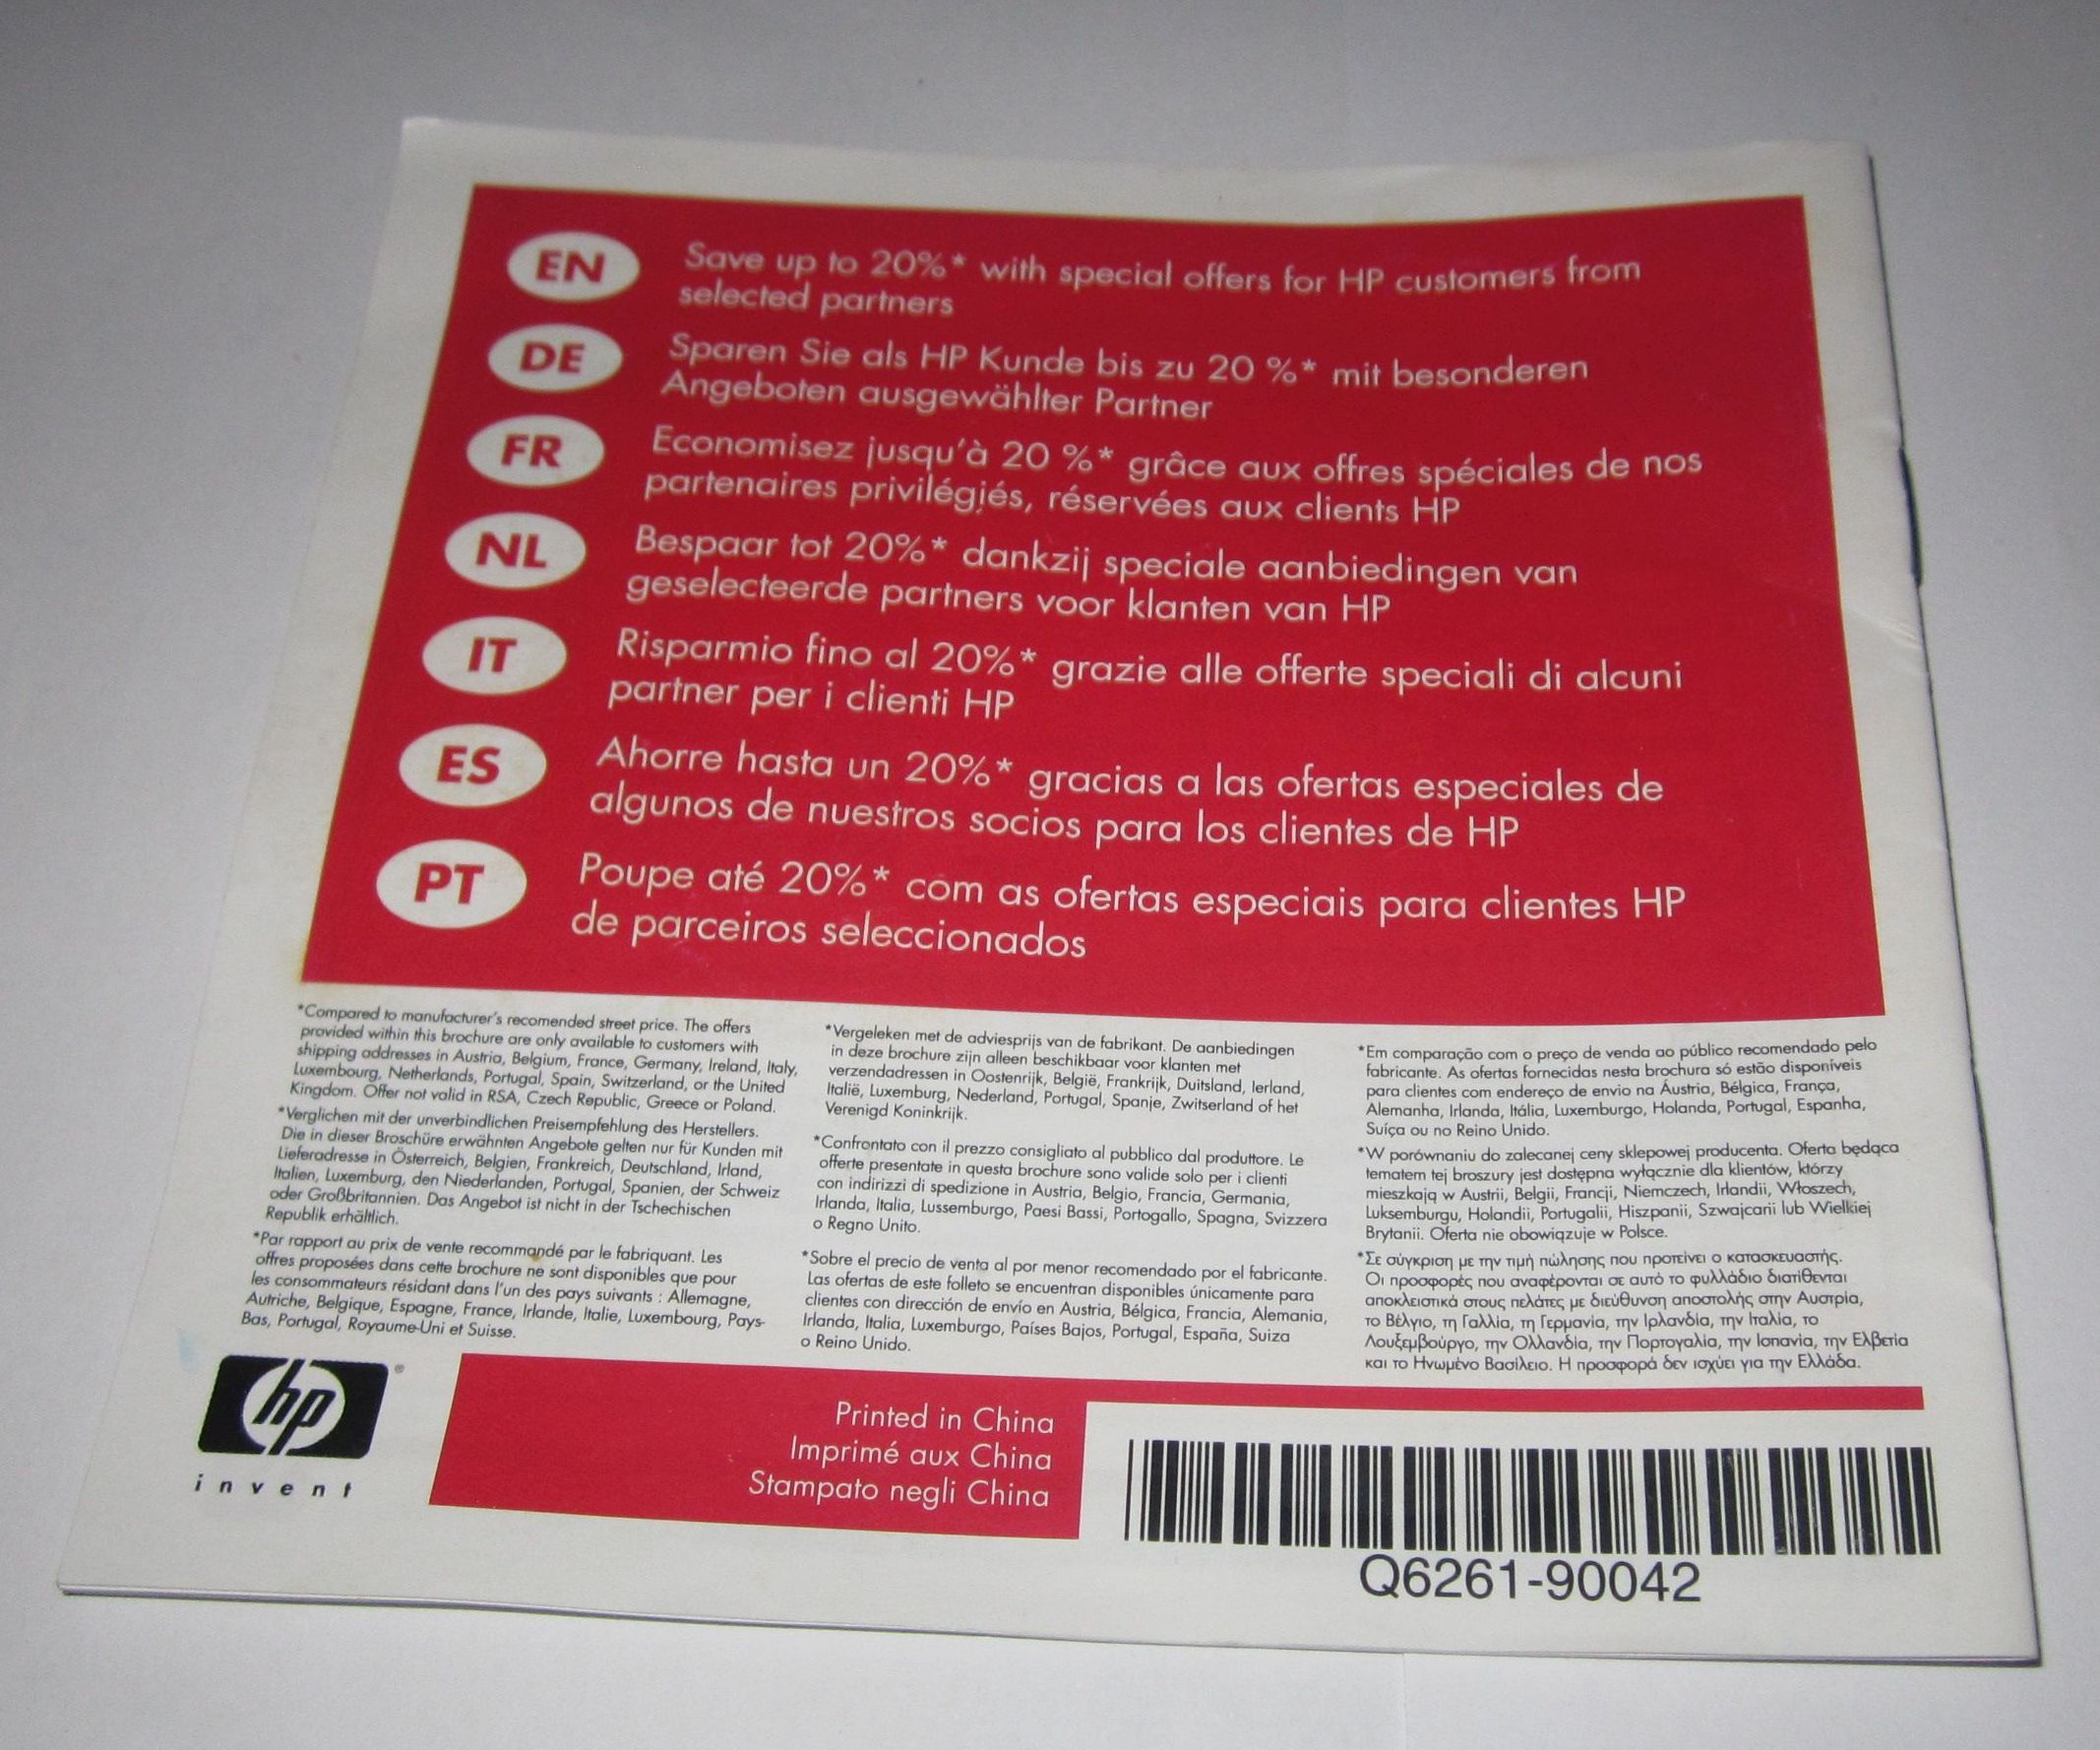 EN
Save up to 20%* with special offers for HP customers from
selected partners
DE
Sparen Sie als HP Kunde bis zu 20 %* mit besonderen
Angeboten ausgewählter Partner
FR
Economisez jusqu'à 20 %* grâce aux offres spéciales de nos
partenaires privilégiés, réservées aux clients HP
NL
Bespaar tot 20%* dankzij speciale aanbiedingen van
geselecteerde partners voor klanten van HP
IT
Risparmio fino al 20%* grazie alle offerte speciali di alcuni
partner per i clienti HP
ES
Ahorre hasta un 20%* gracias a las ofertas especiales de
algunos de nuestros socios para los clientes de HP
PT
Poupe até 20%* com as ofertas especiais para clientes HP
de parceiros seleccionados
*Compared to manufacturer's recomended street price. The offers
provided within this brochure are only available to customers with
shipping addresses in Austria, Belgium, France, Germany, Ireland, Italy,
Luxembourg, Netherlands, Portugal, Spain, Switzerland, or the United
Kingdom. Offer not valid in RSA, Czech Republic, Greece or Poland.
*Verglichen mit der unverbindlichen Preisempfehlung des Herstellers.
Die in dieser Broschüre erwähnten Angebote gelten nur für Kunden mit
Lieferadresse in Österreich, Belgien, Frankreich, Deutschland, Irland,
Italien, Luxemburg, den Niederlanden, Portugal, Spanien, der Schweiz
oder Großbritannien. Das Angebot ist nicht in der Tschechischen
Republik erhältlich.
*Par rapport au prix de vente recommandé par le fabriquant. Les
offres proposées dans cette brochure ne sont disponibles que pour
les consommateurs résidant dans l'un des pays suivants : Allemagne,
Autriche, Belgique, Espagne, France, Irlande, Italie, Luxembourg, Pays-
Bas, Portugal, Royaume-Uni et Suisse.
*Vergeleken met de adviesprijs van de fabrikant. De aanbiedingen
in deze brochure zijn alleen beschikbaar voor klanten met
verzendadressen in Oostenrijk, België, Frankrijk, Duitsland, Ierland,
Italië, Luxemburg, Nederland, Portugal, Spanje, Zwitserland of het
Verenigd Koninkrijk.
*Confrontato con il prezzo consigliato al pubblico dal produttore. Le
offerte presentate in questa brochure sono valide solo per i clienti
con indirizzi di spedizione in Austria, Belgio, Francia, Germania,
Irlanda, Italia, Lussemburgo, Paesi Bassi, Portogallo, Spagna, Svizzera
o Regno Unito.
*Sobre el precio de venta al por menor recomendado por el fabricante.
Las ofertas de este folleto se encuentran disponibles únicamente para
clientes con dirección de envío en Austria, Bélgica, Francia, Alemania,
Irlanda, Italia, Luxemburgo, Países Bajos, Portugal, España, Suiza
o Reino Unido.
*Em comparação com o preço de venda ao público recomendado pelo
fabricante. As ofertas fornecidas nesta brochura só estão disponíveis
para clientes com endereço de envio na Áustria, Bélgica, França,
Alemanha, Irlanda, Itália, Luxemburgo, Holanda, Portugal, Espanha,
Suíça ou no Reino Unido.
*W porównaniu do zalecanej ceny sklepowej producenta. Oferta będąca
tematem tej broszury jest dostępna wyłącznie dla klientów, którzy
mieszkają w Austrii, Belgii, Francji, Niemczech, Irlandii, Włoszech,
Luksemburgu, Holandii, Portugalii, Hiszpanii, Szwajcarii lub Wielkiej
Brytanii. Oferta nie obowiązuje w Polsce.
*Σε σύγκριση με την τιμή πώλησης που προτείνει ο κατασκευαστής.
Οι προσφορές που αναφέρονται σε αυτό το φυλλάδιο διατίθενται
αποκλειστικά στους πελάτες με διεύθυνση αποστολής στην Αυστρία,
το Βέλγιο, τη Γαλλία, τη Γερμανία, την Ιρλανδία, την Ιταλία, το
Λουξεμβούργο, την Ολλανδία, την Πορτογαλία, την Ισπανία, την Ελβετία
και το Ηνωμένο Βασίλειο. Η προσφορά δεν ισχύει για την Ελλάδα.
hp®
invent
Printed in China
Imprimé aux China
Stampato negli China
Q6261-90042